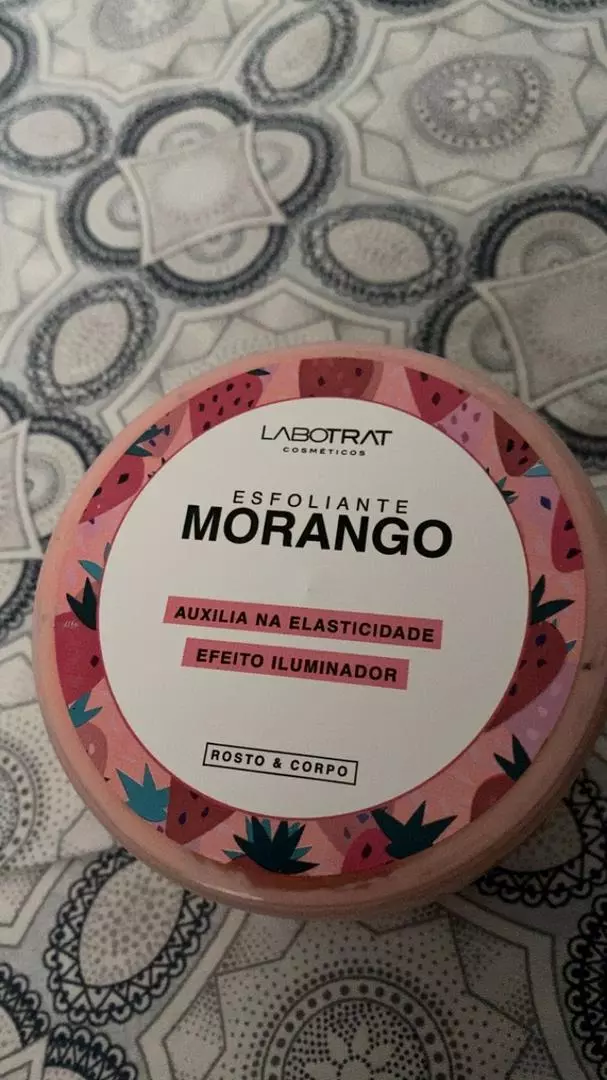 LABOTRAT
COSMÉTICOS
ESFOLIANTE
MORANGO
AUXILIA NA ELASTICIDADE
EFEITO ILUMINADOR
ROSTO & CORPO